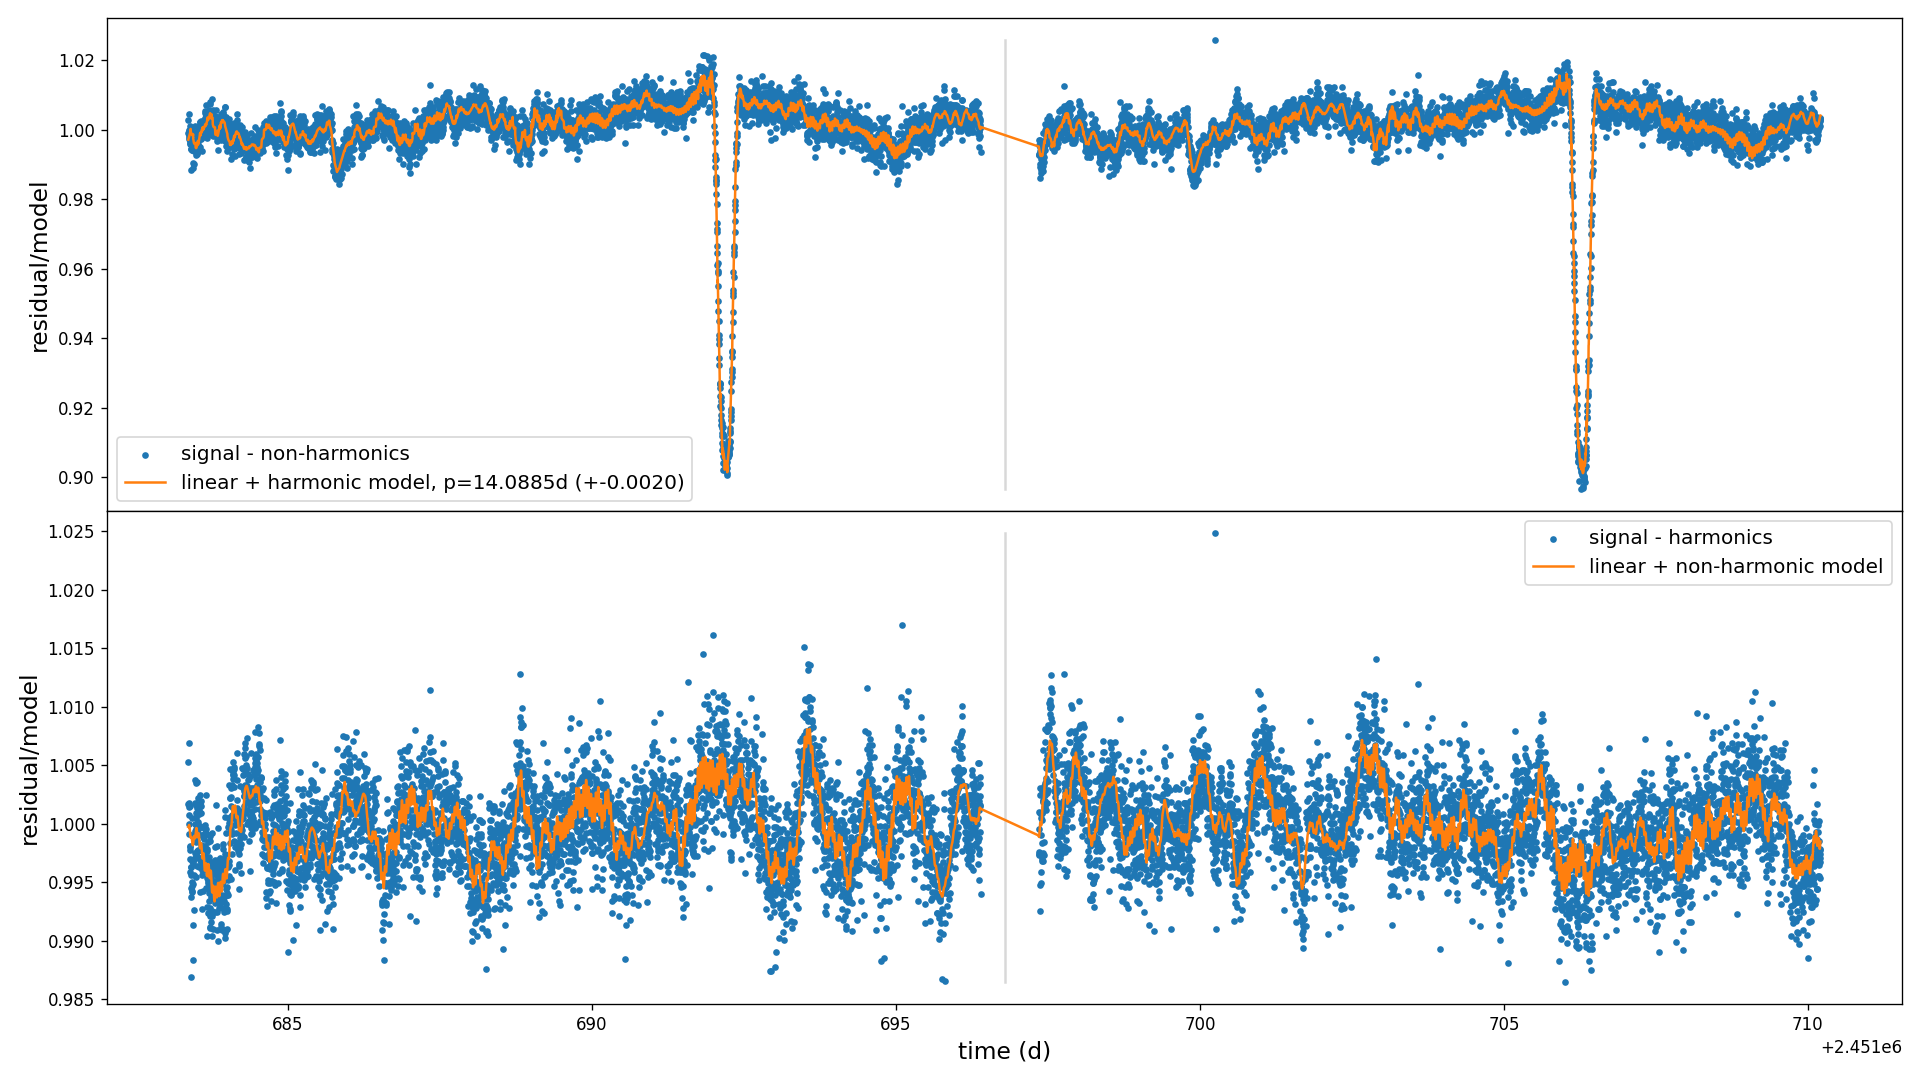 residual/model
1.02
1.00
0.98
0.96
0.94
0.92
0.90
signal - non-harmonics
linear + harmonic model, p=14.0885d (+-0.0020)
residual/model
1.025
1.020
1.015
1.010
1.005
1.000
0.995
0.990
0.985
signal - harmonics
linear + non-harmonic model
685 690 695 700 705 710
time (d)
+2.451e6